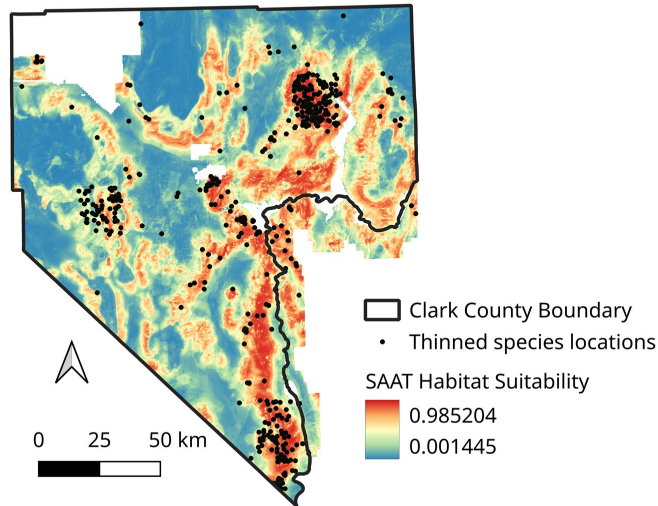 Clark County Boundary
Thinned species locations
SAAT Habitat Suitability
0.985204
0.001445
0 25 50 km